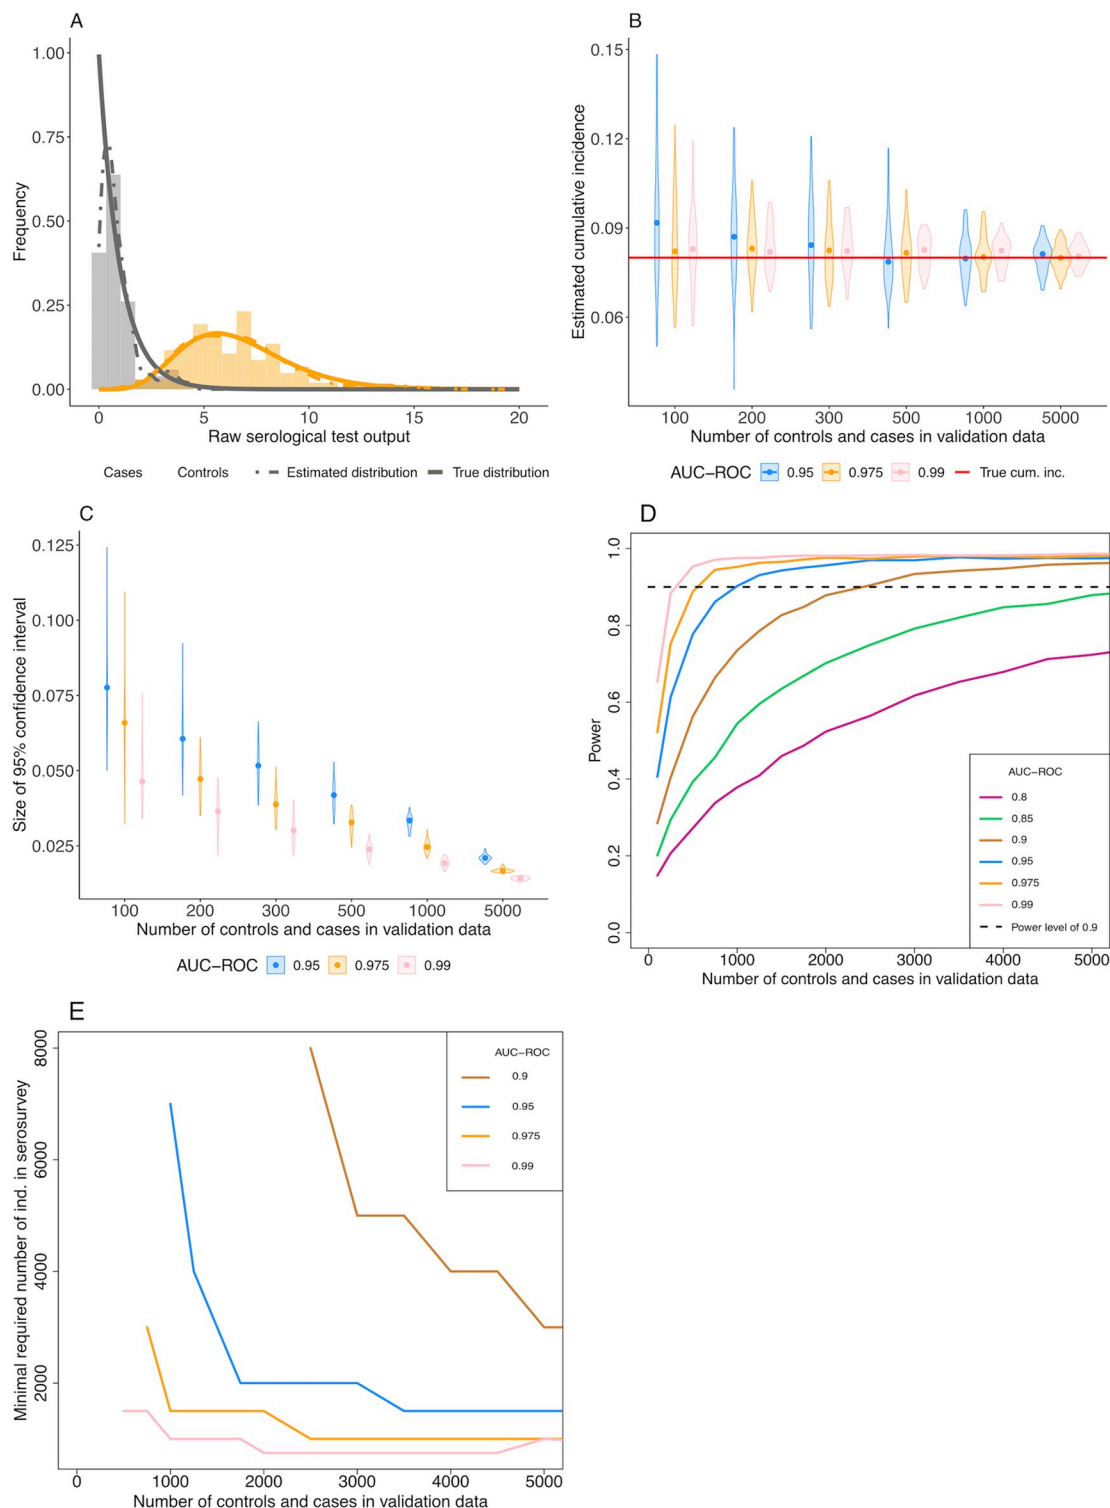 A
1.00
0.75
0.50
0.25
0.00
Frequency
0 5 10 15 20
Raw serological test output
Cases Controls Estimated distribution True distribution
B
0.15
0.12
0.09
0.06
Estimated cumulative incidence
100 200 300 500 1000 5000
Number of controls and cases in validation data
AUC−ROC 0.95 0.975 0.99 True cum. inc.
C
0.125
0.100
0.075
0.050
0.025
Size of 95% confidence interval
100 200 300 500 1000 5000
Number of controls and cases in validation data
AUC−ROC 0.95 0.975 0.99
D
1.0
0.8
0.6
0.4
0.2
0.0
Power
AUC−ROC
0.8
0.85
0.9
0.95
0.975
0.99
Power level of 0.9
0 1000 2000 3000 4000 5000
Number of controls and cases in validation data
E
8000
6000
4000
2000
Minimal required number of ind. in serosurvey
AUC−ROC
0.9
0.95
0.975
0.99
0 1000 2000 3000 4000 5000
Number of controls and cases in validation data